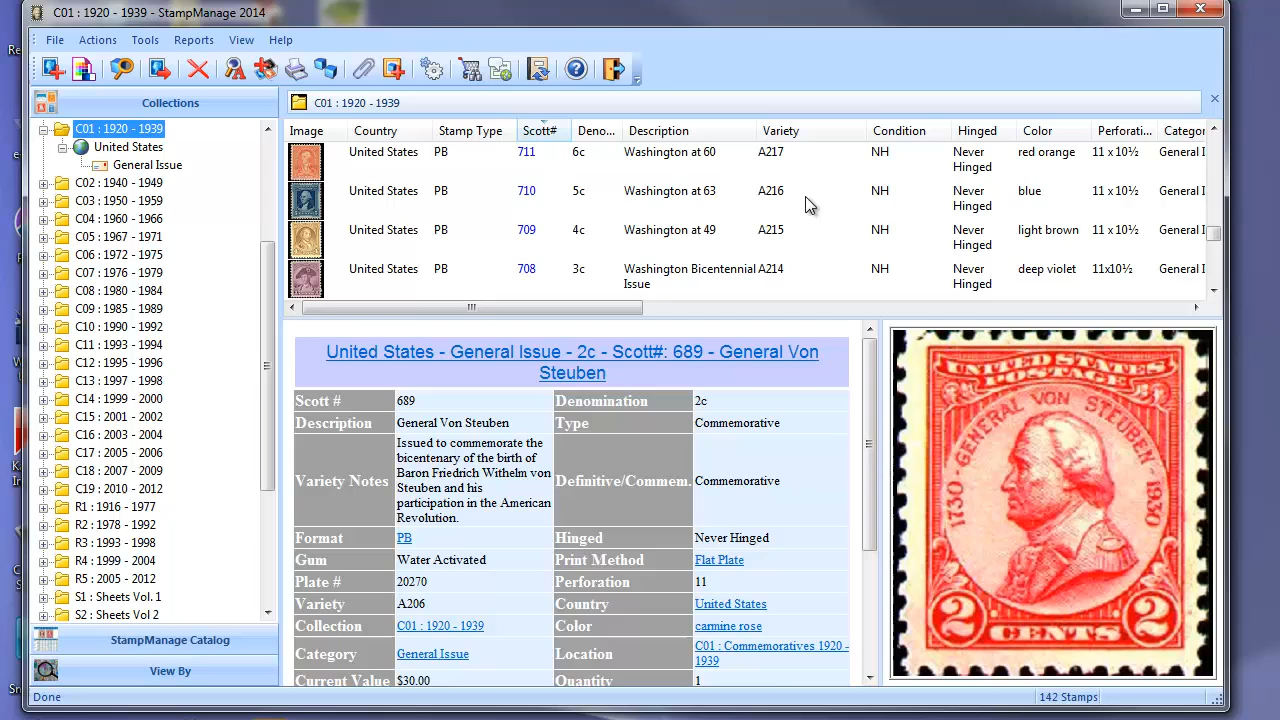 C01 : 1920 - 1939 - StampManage 2014
File Actions Tools Reports View Help
Collections
C01 : 1920 - 1939
Image Country Stamp Type Scott# Deno... Description Variety Condition Hinged Color Perforati... Categor
C01 : 1920 - 1939
United States
General Issue
C02 : 1940 - 1949
C03 : 1950 - 1959
C04 : 1960 - 1966
C05 : 1967 - 1971
C06 : 1972 - 1975
C07 : 1976 - 1979
C08 : 1980 - 1984
C09 : 1985 - 1989
C10 : 1990 - 1992
C11 : 1993 - 1994
C12 : 1995 - 1996
C13 : 1997 - 1998
C14 : 1999 - 2000
C15 : 2001 - 2002
C16 : 2003 - 2004
C17 : 2005 - 2006
C18 : 2007 - 2009
C19 : 2010 - 2012
R1 : 1916 - 1977
R2 : 1978 - 1992
R3 : 1993 - 1998
R4 : 1999 - 2004
R5 : 2005 - 2012
S1 : Sheets Vol. 1
S2 : Sheets Vol 2
StampManage Catalog
View By
United States PB 711 6c Washington at 60 A217 NH Never Hinged red orange 11 x 10½ General I
United States PB 710 5c Washington at 63 A216 NH Never Hinged blue 11 x 10½ General I
United States PB 709 4c Washington at 49 A215 NH Never Hinged light brown 11 x 10½ General I
United States PB 708 3c Washington Bicentennial Issue A214 NH Never Hinged deep violet 11x10½ General I
United States - General Issue - 2c - Scott#: 689 - General Von
Steuben
Scott # 689 Denomination 2c
Description General Von Steuben Type Commemorative
Variety Notes Issued to commemorate the
bicentenary of the birth of
Baron Friedrich Withelm von
Steuben and his
participation in the American
Revolution.
Definitive/Commem. Commemorative
Format PB Hinged Never Hinged
Gum Water Activated Print Method Flat Plate
Plate # 20270 Perforation 11
Variety A206 Country United States
Collection C01 : 1920 - 1939 Color carmine rose
Category General Issue Location C01 : Commemoratives 1920 -
1939
Current Value $30.00 Quantity 1
UNITED STATES
POSTAGE
1730 - GENERAL VON STEUBEN - 1930
2 CENTS 2
Done 142 Stamps